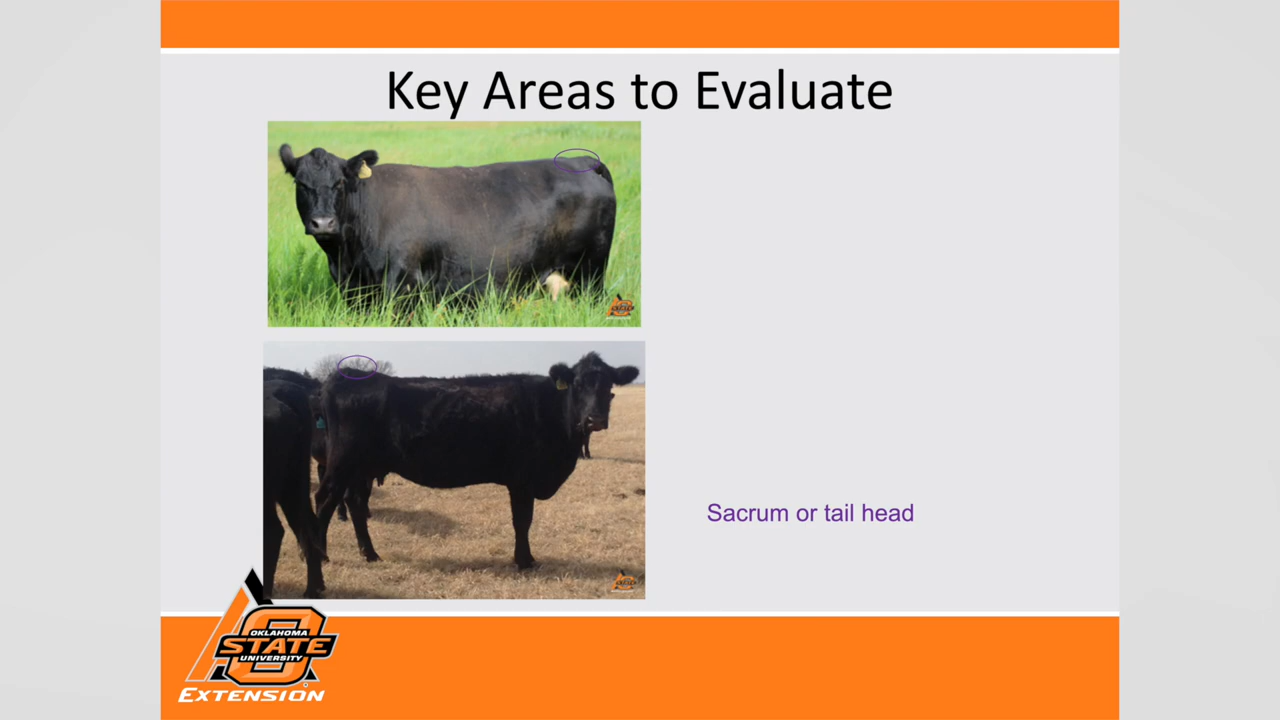 Key Areas to Evaluate
Sacrum or tail head
OKLAHOMA
STATE
UNIVERSITY
EXTENSION